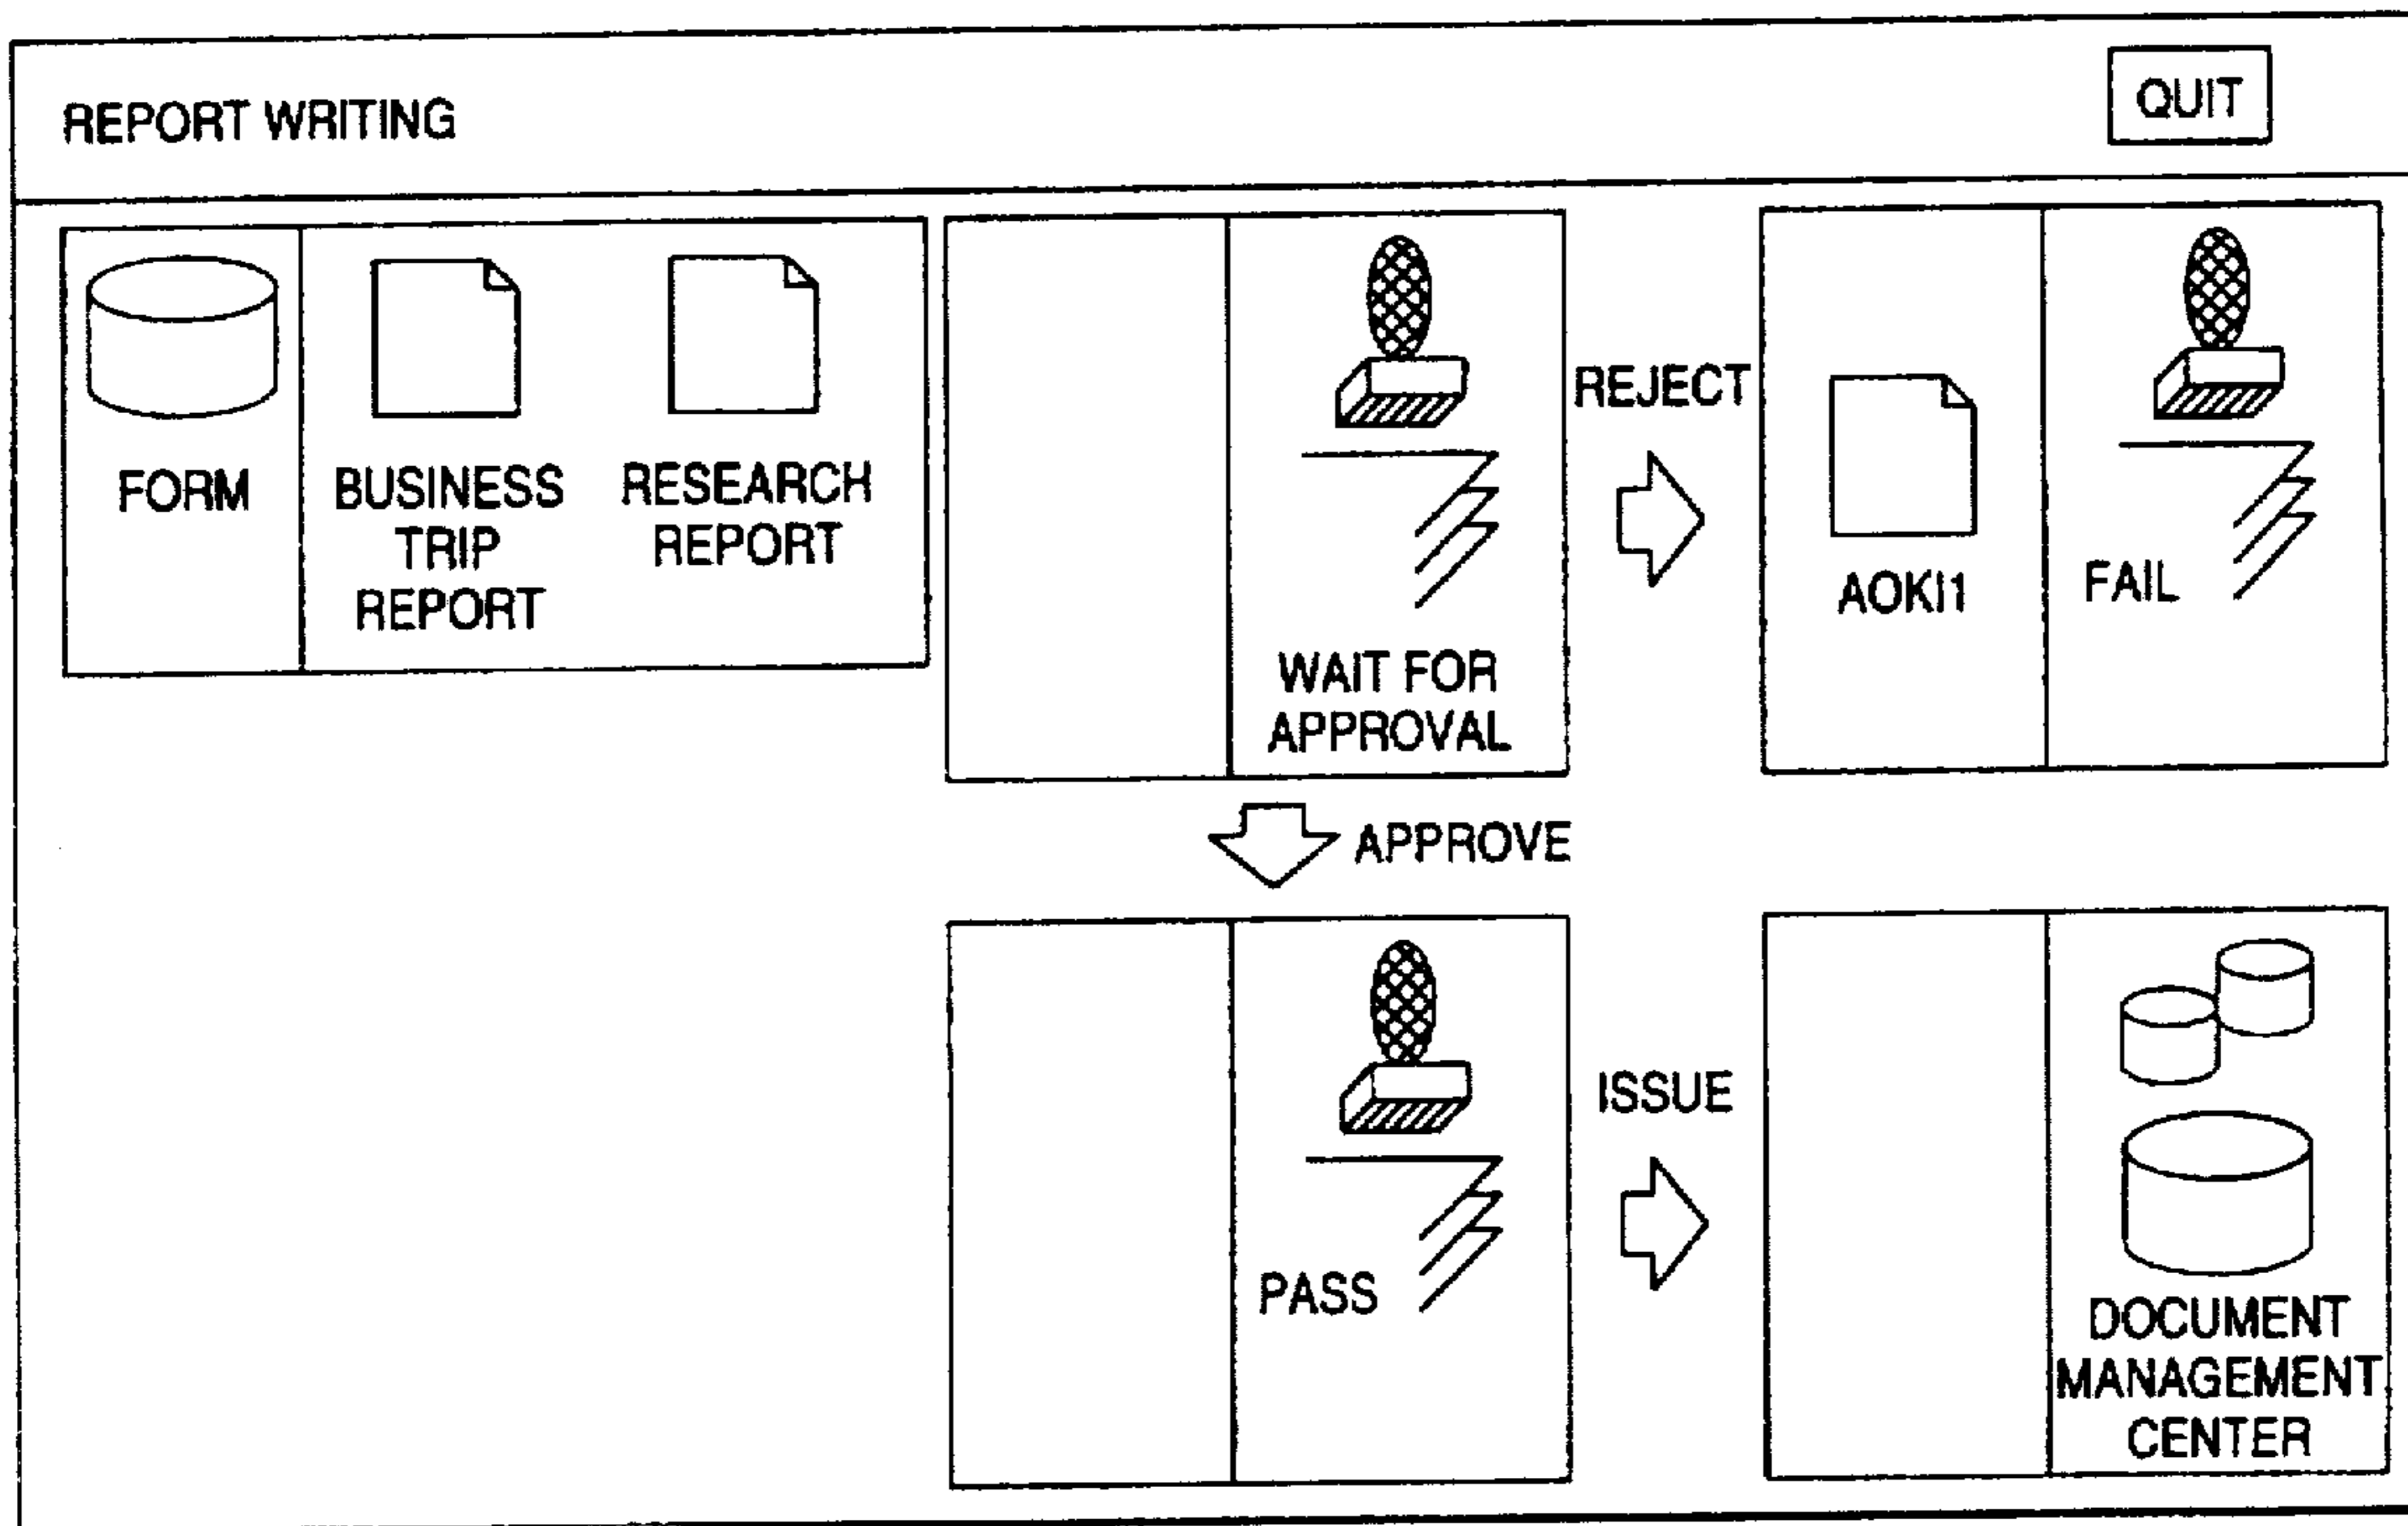 REPORT WRITING
QUIT
FORM
BUSINESS
TRIP
REPORT
RESEARCH
REPORT
WAIT FOR
APPROVAL
REJECT
AOKI1
FAIL
APPROVE
PASS
ISSUE
DOCUMENT
MANAGEMENT
CENTER